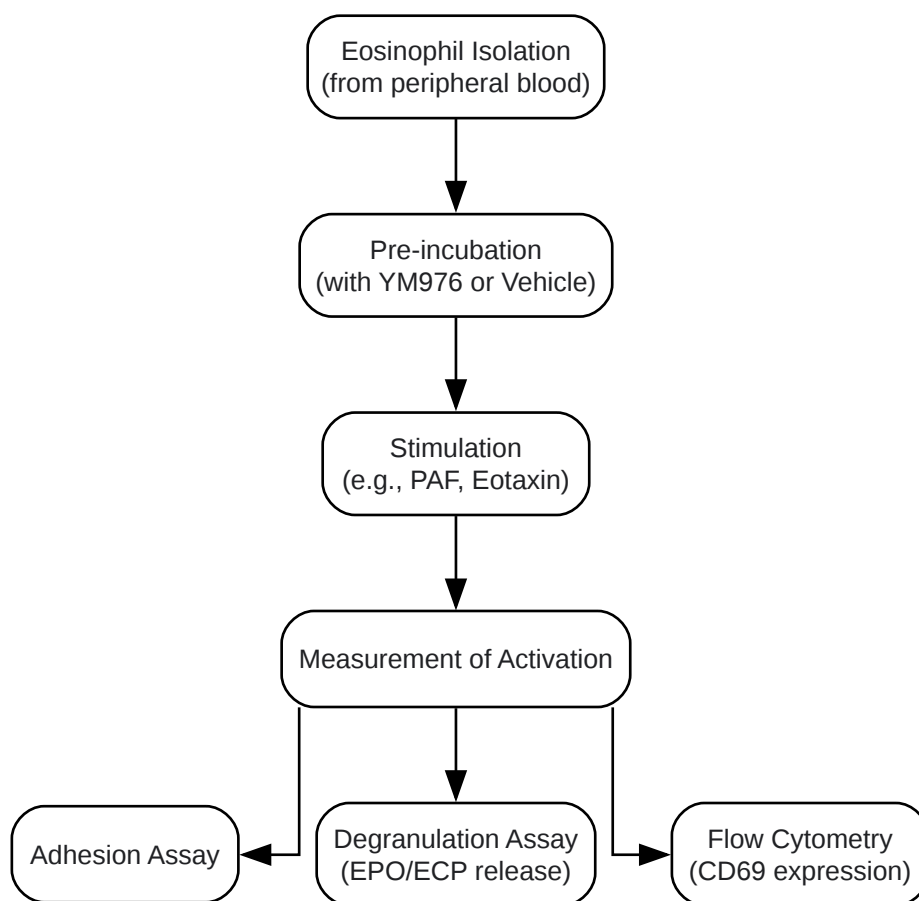 Eosinophil Isolation
(from peripheral blood)
Pre-incubation
(with YM976 or Vehicle)
Stimulation
(e.g., PAF, Eotaxin)
Measurement of Activation
Adhesion Assay
Degranulation Assay
(EPO/ECP release)
Flow Cytometry
(CD69 expression)